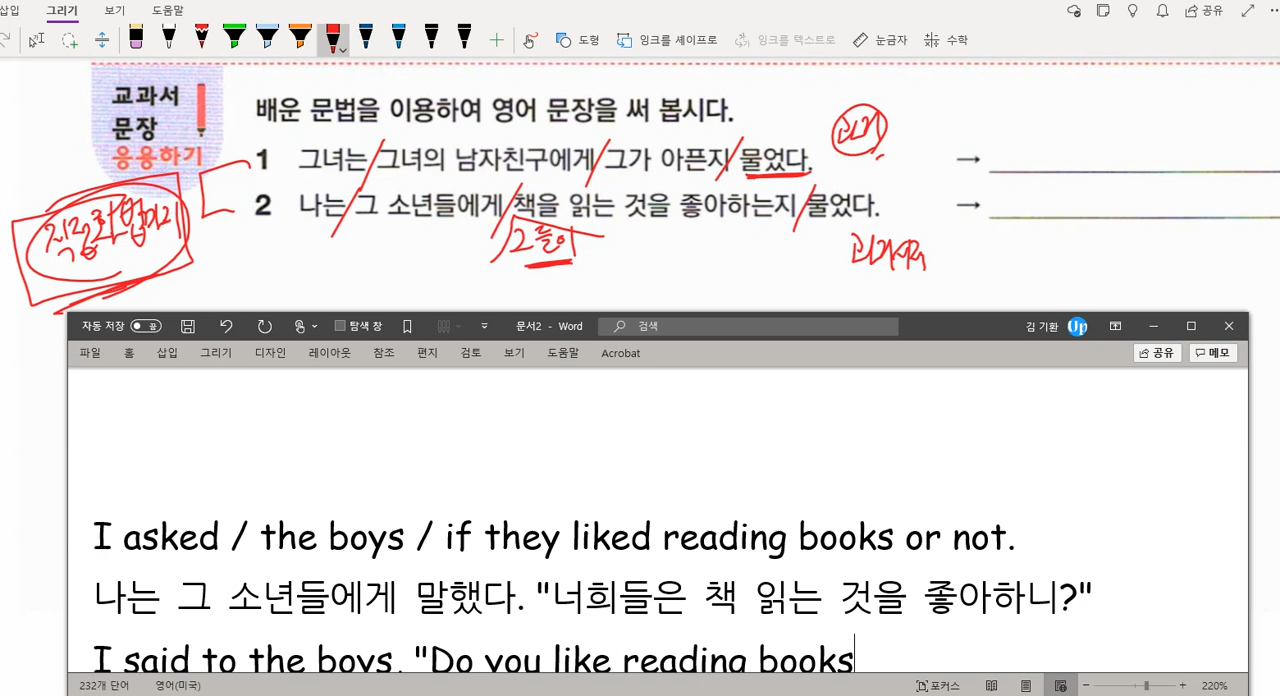 삽입 그리기 보기 도움말 공유
도형 잉크를 셰이프로 잉크를 텍스트로 눈금자 수학
교과서
문장
응용하기
배운 문법을 이용하여 영어 문장을 써 봅시다.
과거
1 그녀는 / 그녀의 남자친구에게 / 그가 아픈지 / 물었다. →
2 나는 / 그 소년들에게 / 책을 읽는 것을 좋아하는지 / 물었다. →
그들이
자동 저장 끔 탐색 창 문서2 - Word 검색 김 기환 Up
파일 홈 삽입 그리기 디자인 레이아웃 참조 편지 검토 보기 도움말 Acrobat 공유 메모
I asked / the boys / if they liked reading books or not.
나는 그 소년들에게 말했다. "너희들은 책 읽는 것을 좋아하니?"
I said to the boys, "Do you like reading books
232개 단어 영어(미국) 포커스 220%